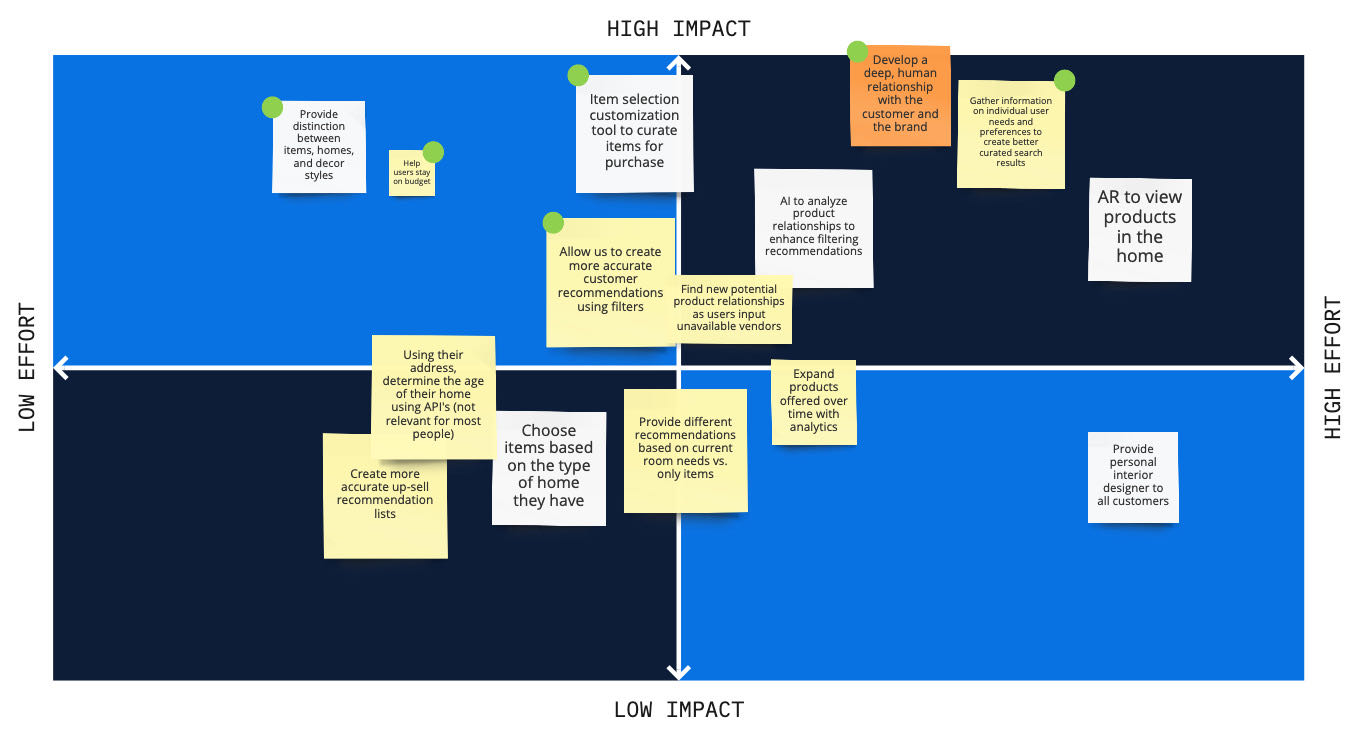 HIGH IMPACT
LOW EFFORT
HIGH EFFORT
Provide
distinction
between
items, homes,
and decor
styles
Help
users stay
on budget
Item selection
customization
tool to curate
items for
purchase
Develop a
deep, human
relationship
with the
customer and
the brand
Gather information
on individual user
needs and
preferences to
create better
curated search
results
AI to analyze
product
relationships to
enhance filtering
recommendations
AR to view
products
in the
home
Allow us to create
more accurate
customer
recommendations
using filters
Find new potential
product relationships
as users input
unavailable vendors
Using their
address,
determine the age
of their home
using API's (not
relevant for most
people)
Expand
products
offered over
time with
analytics
Create more
accurate up-sell
recommendation
lists
Choose
items based
on the type
of home
they have
Provide different
recommendations
based on current
room needs vs.
only items
Provide
personal
interior
designer to
all customers
LOW IMPACT